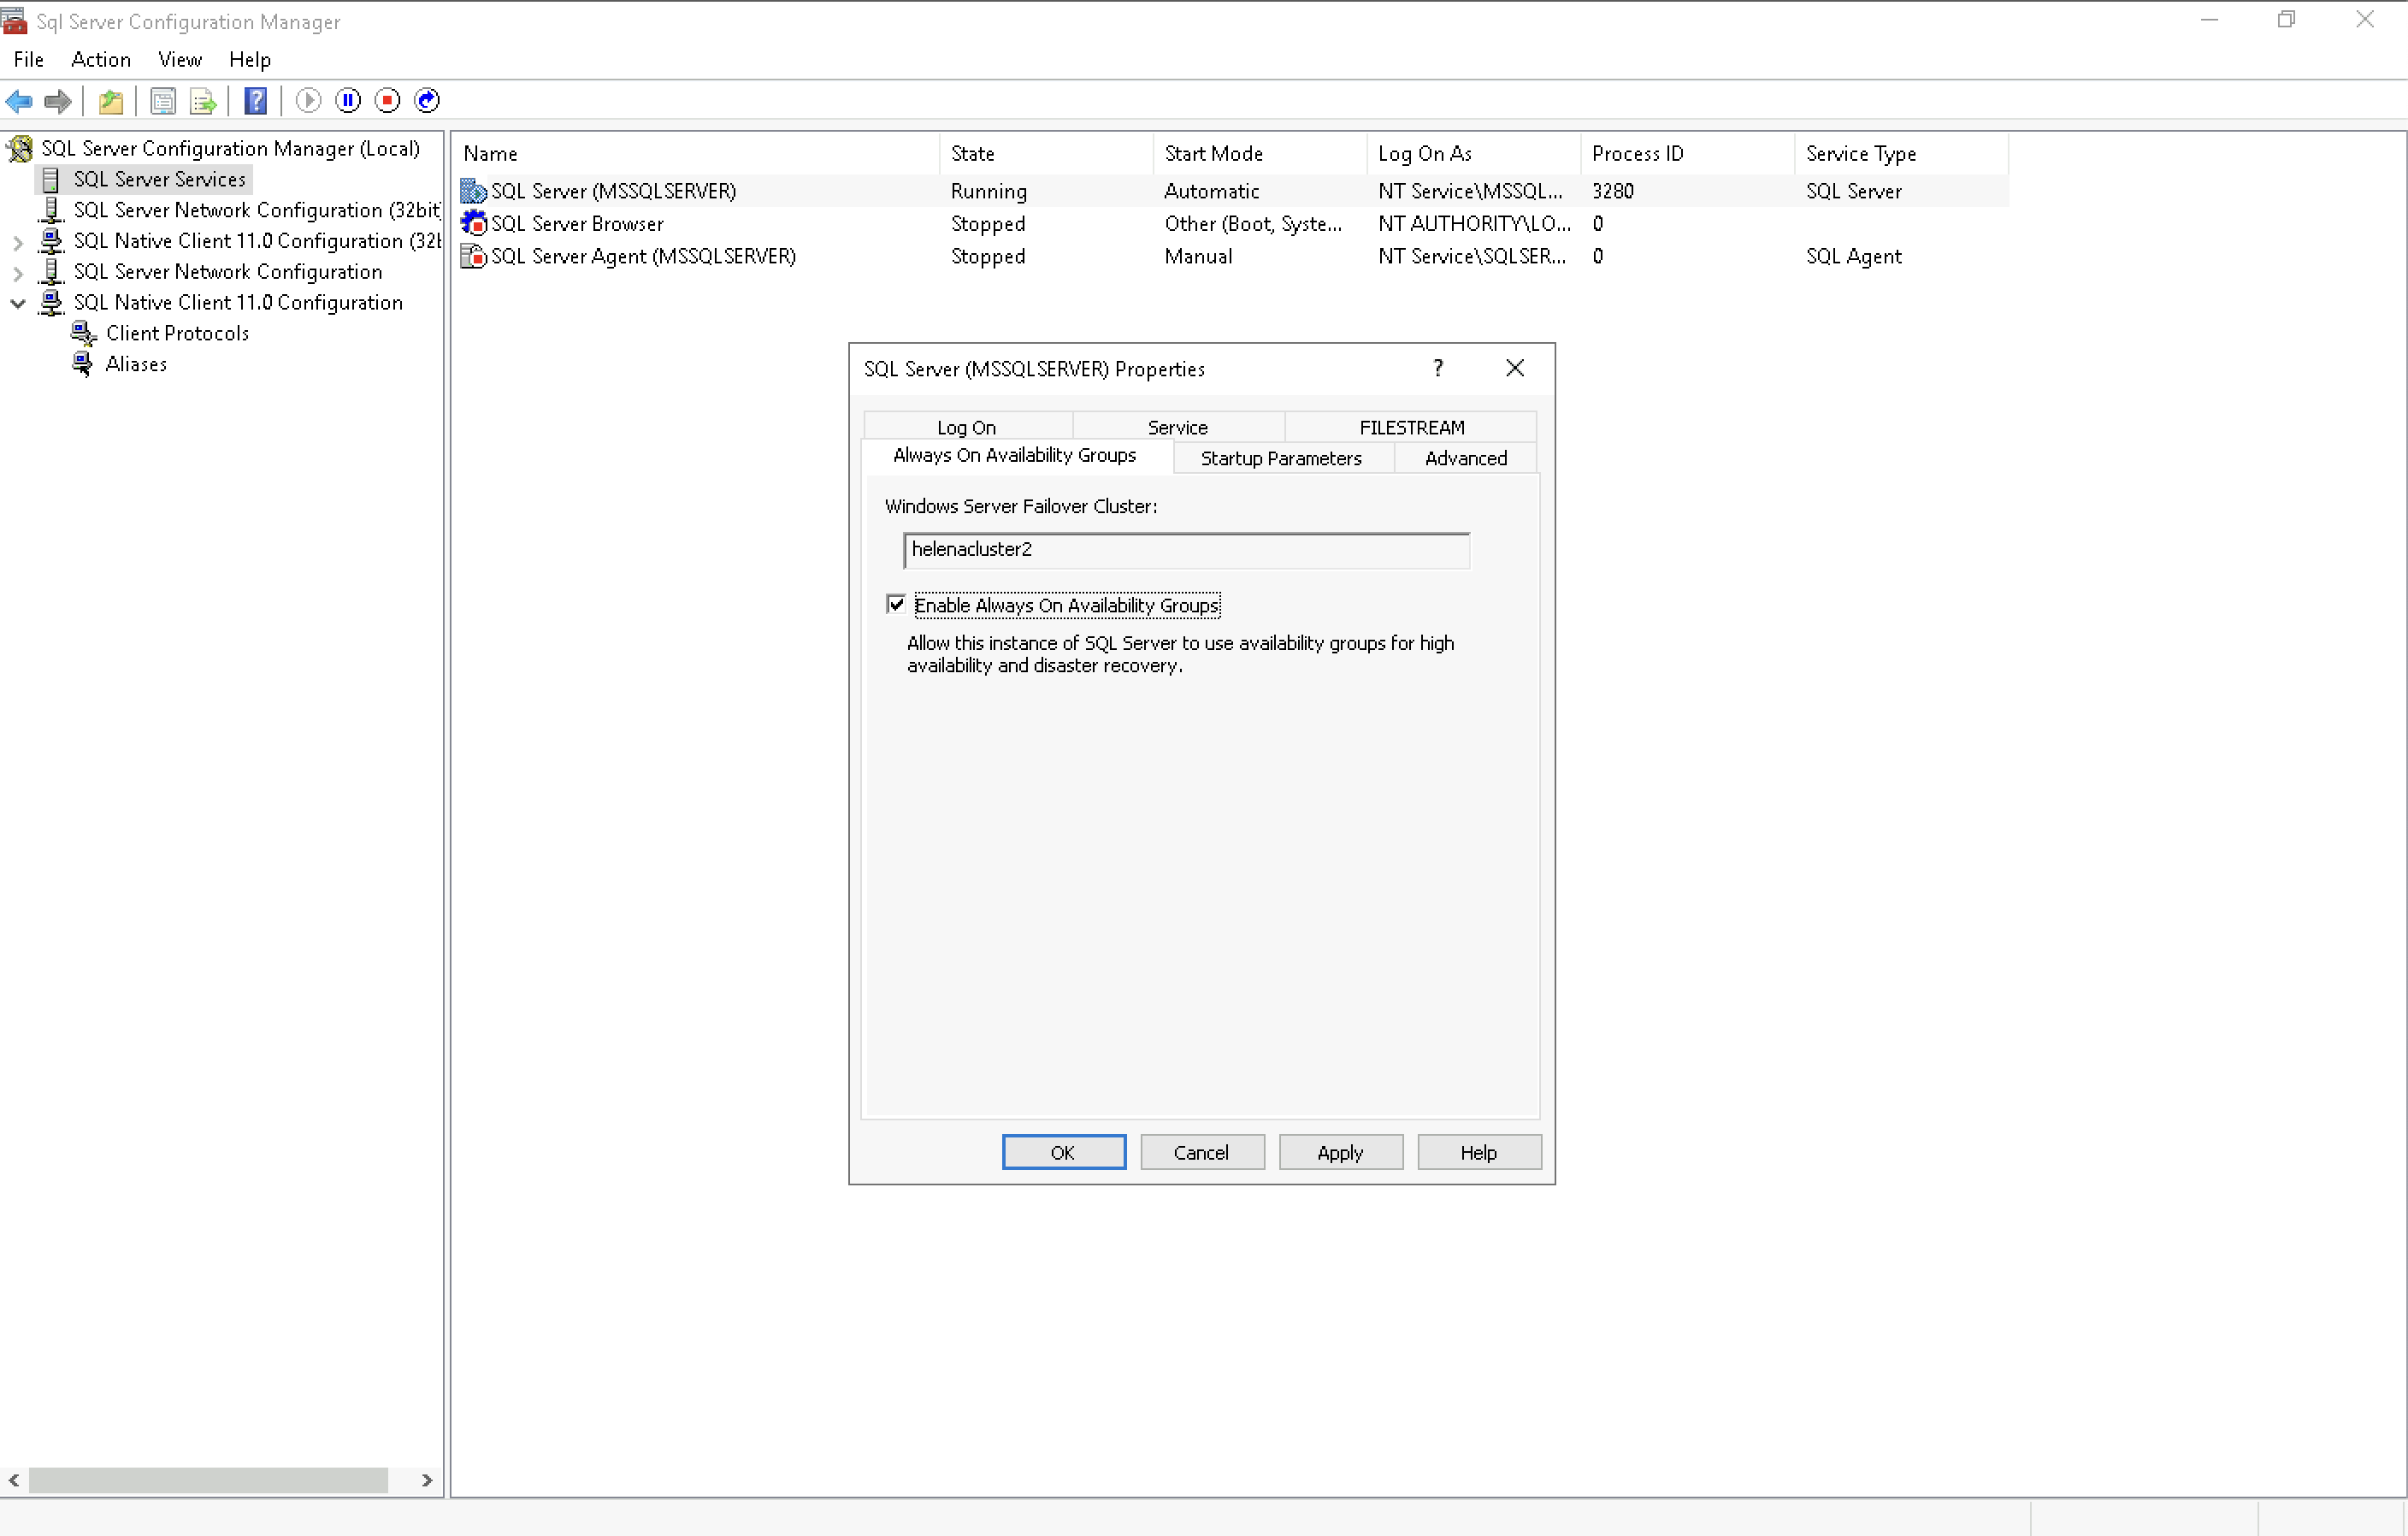 Sql Server Configuration Manager
File Action View Help
SQL Server Configuration Manager (Local)
SQL Server Services
SQL Server Network Configuration (32bit
SQL Native Client 11.0 Configuration (32b
SQL Server Network Configuration
SQL Native Client 11.0 Configuration
Client Protocols
Aliases
Name State Start Mode Log On As Process ID Service Type
SQL Server (MSSQLSERVER) Running Automatic NT Service\MSSQL... 3280 SQL Server
SQL Server Browser Stopped Other (Boot, Syste... NT AUTHORITY\LO... 0
SQL Server Agent (MSSQLSERVER) Stopped Manual NT Service\SQLSER... 0 SQL Agent
SQL Server (MSSQLSERVER) Properties
Log On Service FILESTREAM
Always On Availability Groups Startup Parameters Advanced
Windows Server Failover Cluster:
helenacluster2
Enable Always On Availability Groups
Allow this instance of SQL Server to use availability groups for high
availability and disaster recovery.
OK Cancel Apply Help